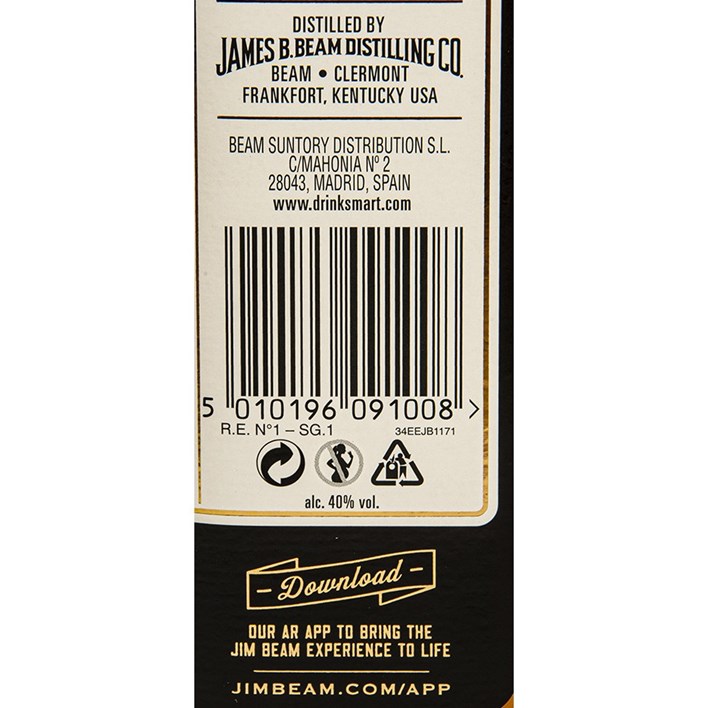 DISTILLED BY
JAMES B. BEAM DISTILLING CO.
BEAM • CLERMONT
FRANKFORT, KENTUCKY USA
BEAM SUNTORY DISTRIBUTION S.L.
C/MAHONIA Nº 2
28043, MADRID, SPAIN
www.drinksmart.com
5 010196 091008 >
R.E. N°1 – SG.1 34EEJB1171
alc. 40% vol.
– Download –
OUR AR APP TO BRING THE
JIM BEAM EXPERIENCE TO LIFE
JIMBEAM.COM/APP